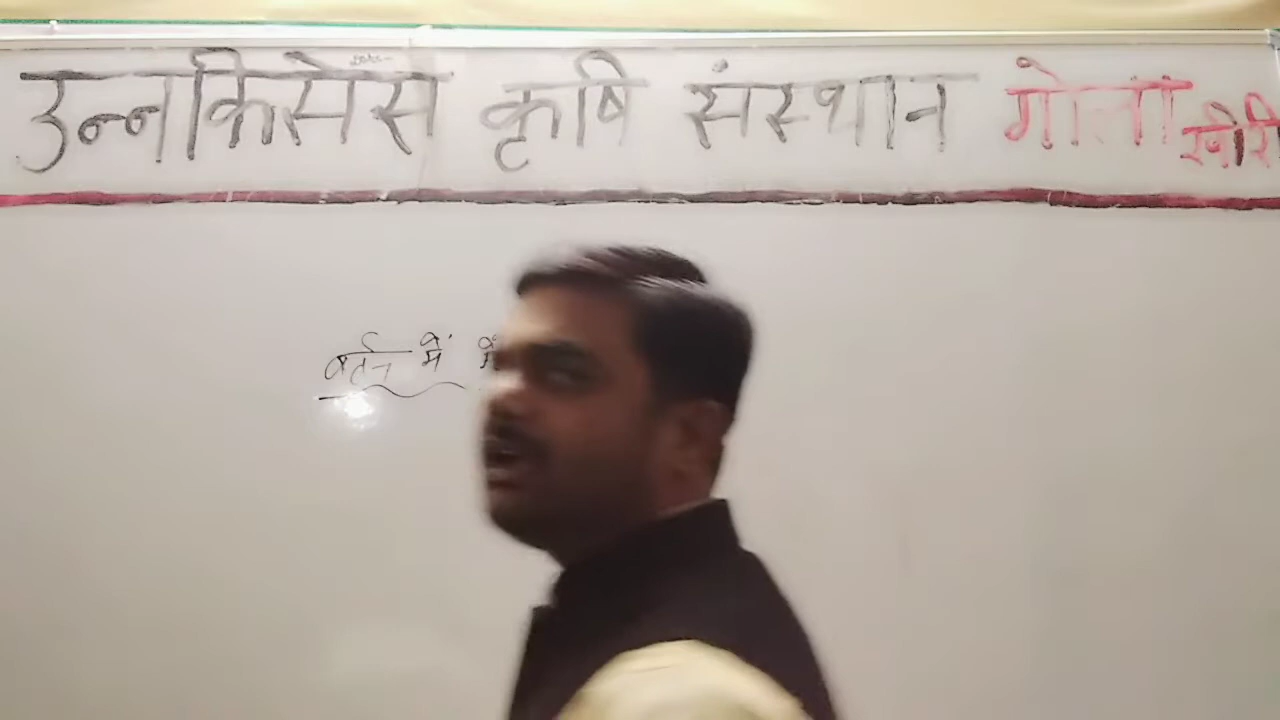 उन्नकिसेस कृषि संस्थान गोला खीरी
बर्तन में